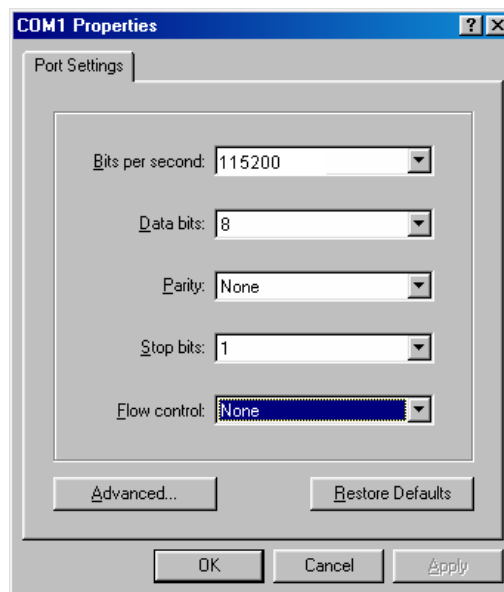 COM1 Properties
Port Settings
Bits per second: 115200
Data bits: 8
Parity: None
Stop bits: 1
Flow control: None
Advanced... Restore Defaults
OK Cancel Apply